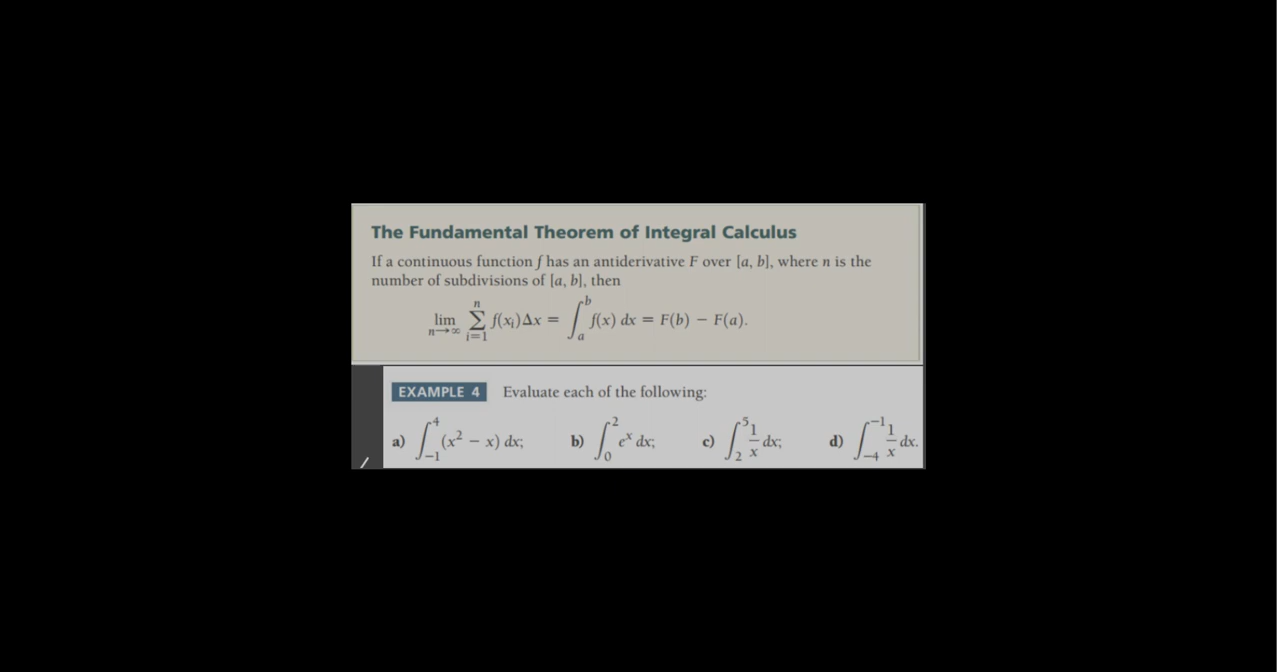 The Fundamental Theorem of Integral Calculus
If a continuous function f has an antiderivative F over [a, b], where n is the
number of subdivisions of [a, b], then
lim_{n→∞} ∑_{i=1}^{n} f(x_i)Δx = ∫_a^b f(x) dx = F(b) − F(a).
EXAMPLE 4 Evaluate each of the following:
a) ∫_{−1}^{4} (x² − x) dx; b) ∫_0^2 e^x dx; c) ∫_2^5 1/x dx; d) ∫_{−4}^{−1} 1/x dx.